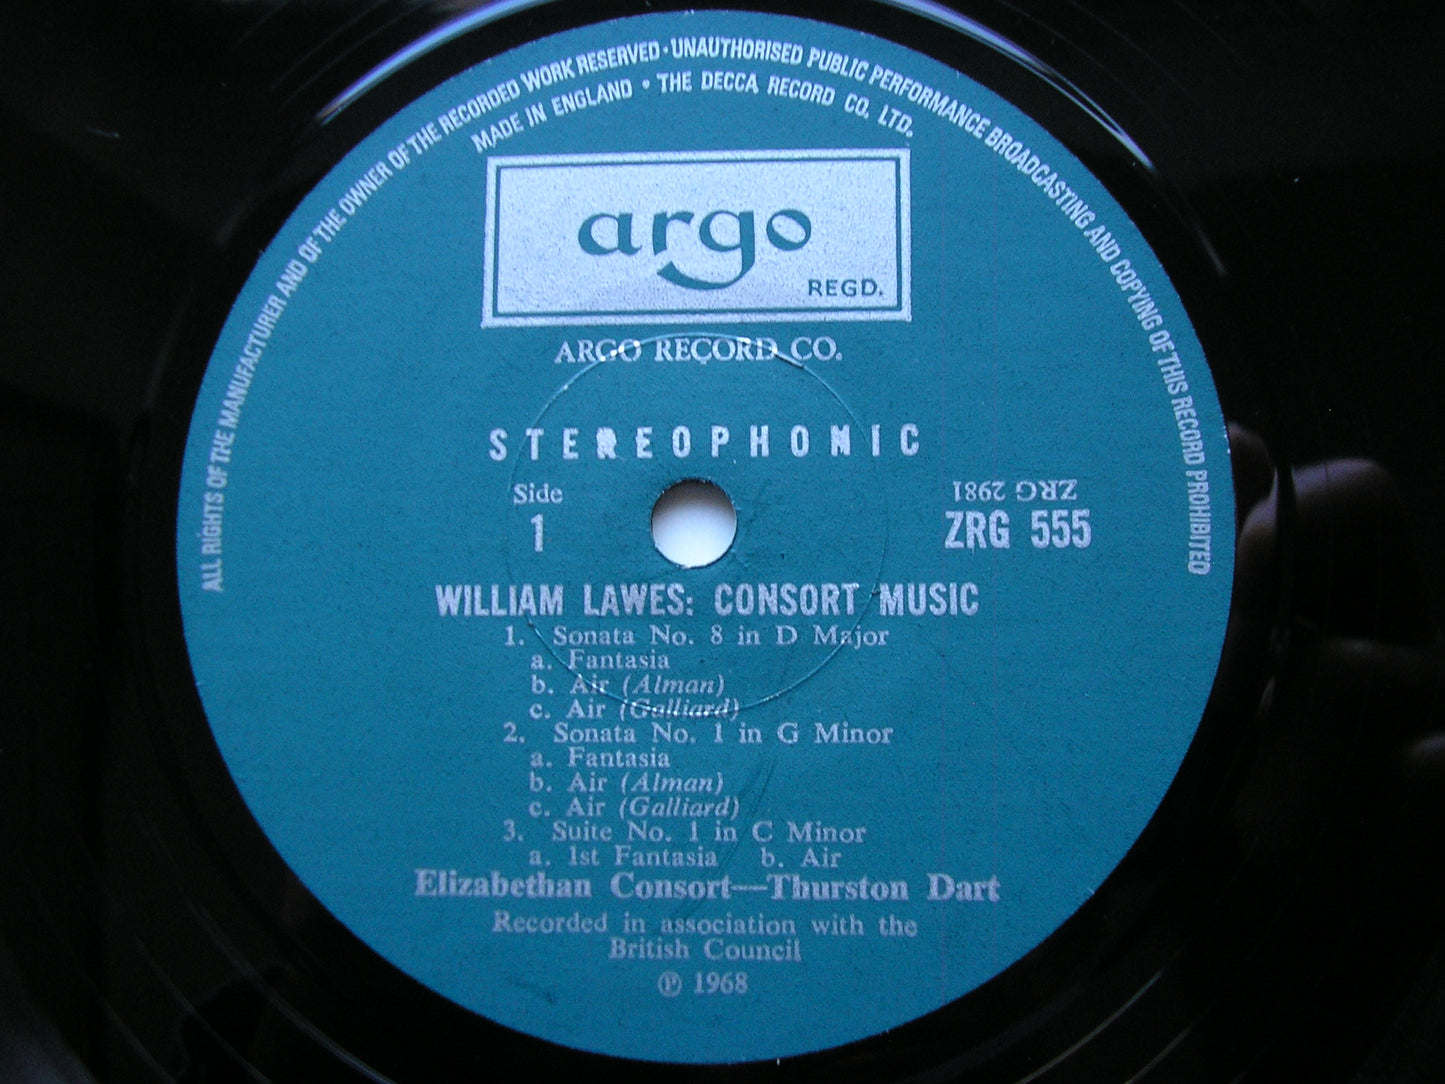 ALL RIGHTS OF THE MANUFACTURER AND OF THE OWNER OF THE RECORDED WORK RESERVED · UNAUTHORISED PUBLIC PERFORMANCE BROADCASTING AND COPYING OF THIS RECORD PROHIBITED
MADE IN ENGLAND · THE DECCA RECORD CO. LTD.
argo
REGD.
ARGO RECORD CO.
STEREOPHONIC
Side
1
ZRG 2981
ZRG 555
WILLIAM LAWES: CONSORT MUSIC
1. Sonata No. 8 in D Major
a. Fantasia
b. Air (Alman)
c. Air (Galliard)
2. Sonata No. 1 in G Minor
a. Fantasia
b. Air (Alman)
c. Air (Galliard)
3. Suite No. 1 in C Minor
a. 1st Fantasia b. Air
Elizabethan Consort—Thurston Dart
Recorded in association with the
British Council
℗ 1968